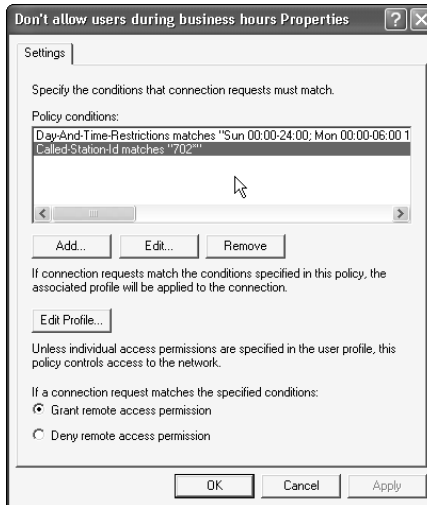 Don't allow users during business hours Properties
Settings
Specify the conditions that connection requests must match.
Policy conditions:
Day-And-Time-Restrictions matches "Sun 00:00-24:00; Mon 00:00-06:00 1
Called-Station-Id matches "702*"
Add...
Edit...
Remove
If connection requests match the conditions specified in this policy, the
associated profile will be applied to the connection.
Edit Profile...
Unless individual access permissions are specified in the user profile, this
policy controls access to the network.
If a connection request matches the specified conditions:
Grant remote access permission
Deny remote access permission
OK
Cancel
Apply